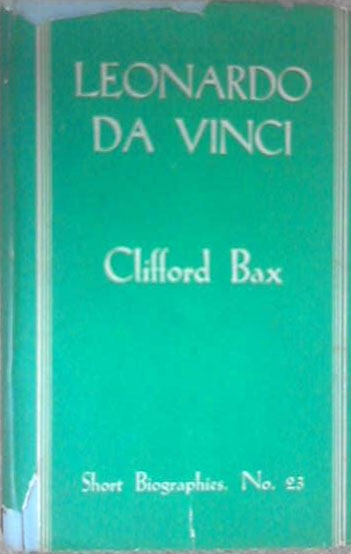 LEONARDO
DA VINCI
Clifford Bax
Short Biographies. No. 23